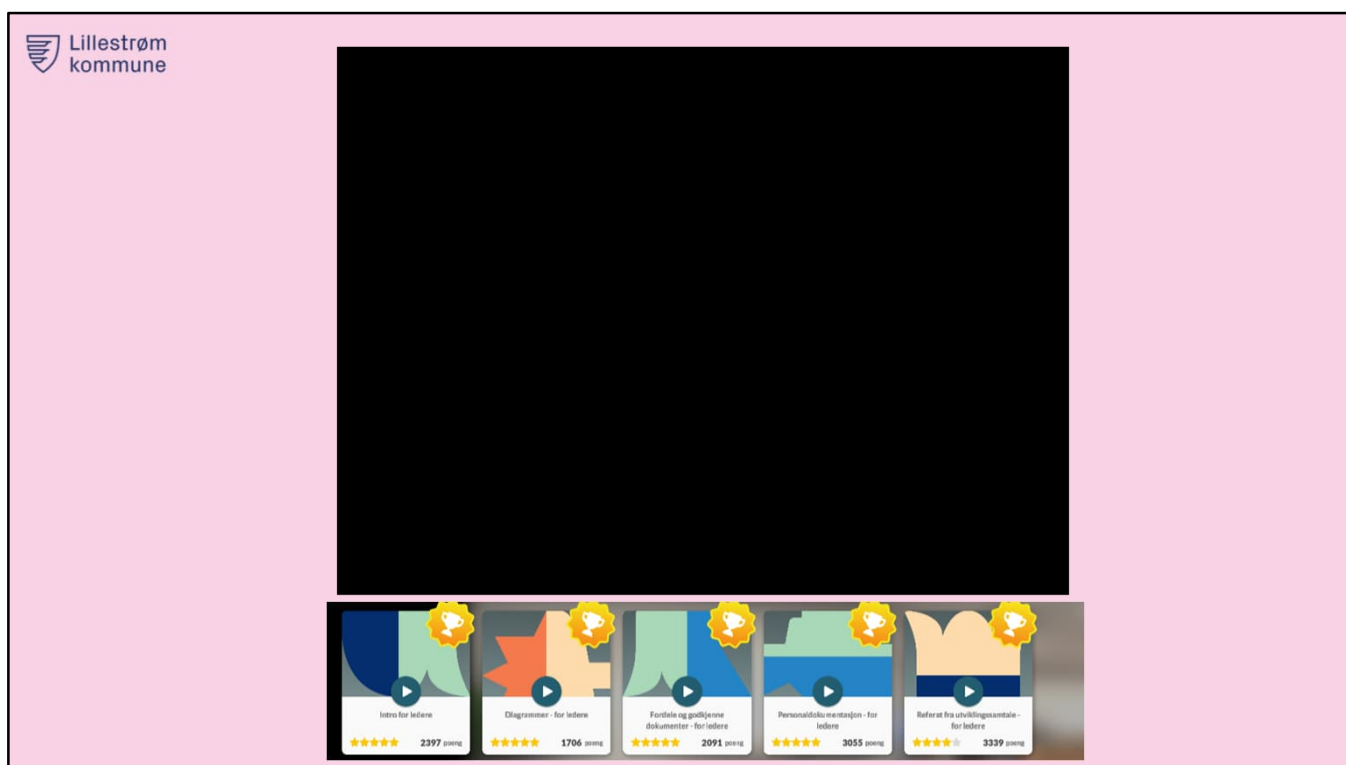 Lillestrøm
kommune
Intro for ledere
2397 poeng
Diagrammer - for ledere
1706 poeng
Fordele og godkjenne
dokumenter - for ledere
2091 poeng
Personaldokumentasjon - for
ledere
3055 poeng
Referat fra utviklingssamtale -
for ledere
3339 poeng